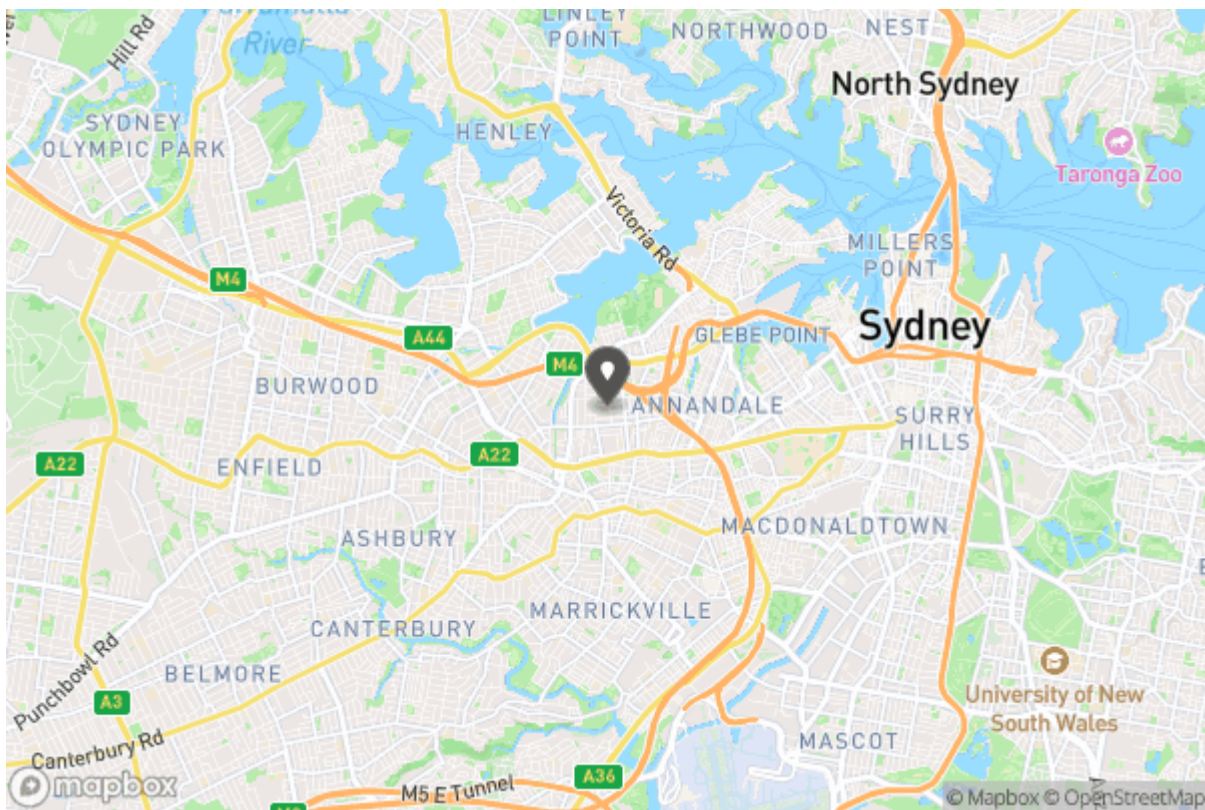 Hill Rd
River
LINLEY
POINT
NORTHWOOD
NEST
North Sydney
SYDNEY
OLYMPIC PARK
HENLEY
Taronga Zoo
Victoria Rd
MILLERS
POINT
M4
A44
GLEBE POINT
Sydney
M4
BURWOOD
ANNANDALE
SURRY
HILLS
A22
A22
ENFIELD
ASHBURY
MACDONALDTOWN
MARRICKVILLE
CANTERBURY
Punchbowl Rd
BELMORE
University of New
South Wales
A3
MASCOT
Canterbury Rd
A36
M5 E Tunnel
mapbox
© Mapbox © OpenStreetMap